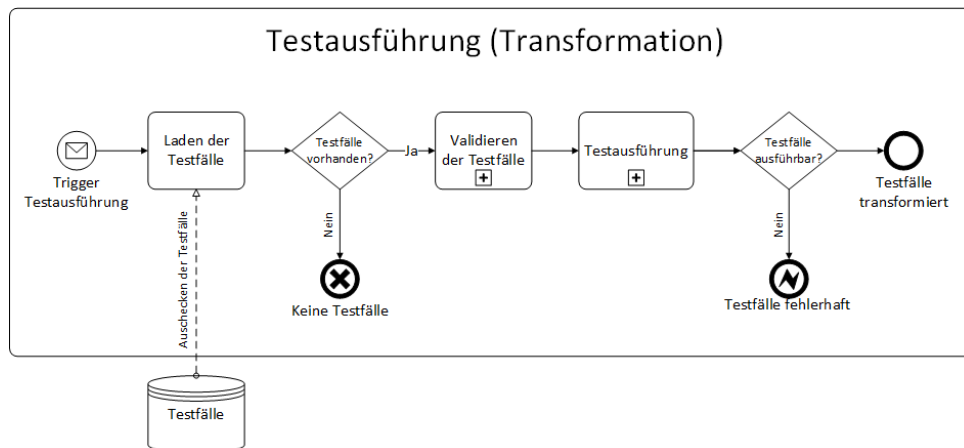 Testausführung (Transformation)
Trigger
Testausführung
Laden der
Testfälle
Testfälle
vorhanden?
Ja
Validieren
der Testfälle
Testausführung
Testfälle
ausführbar?
Testfälle
transformiert
Nein
Keine Testfälle
Nein
Testfälle fehlerhaft
Auschecken der Testfälle
Testfälle